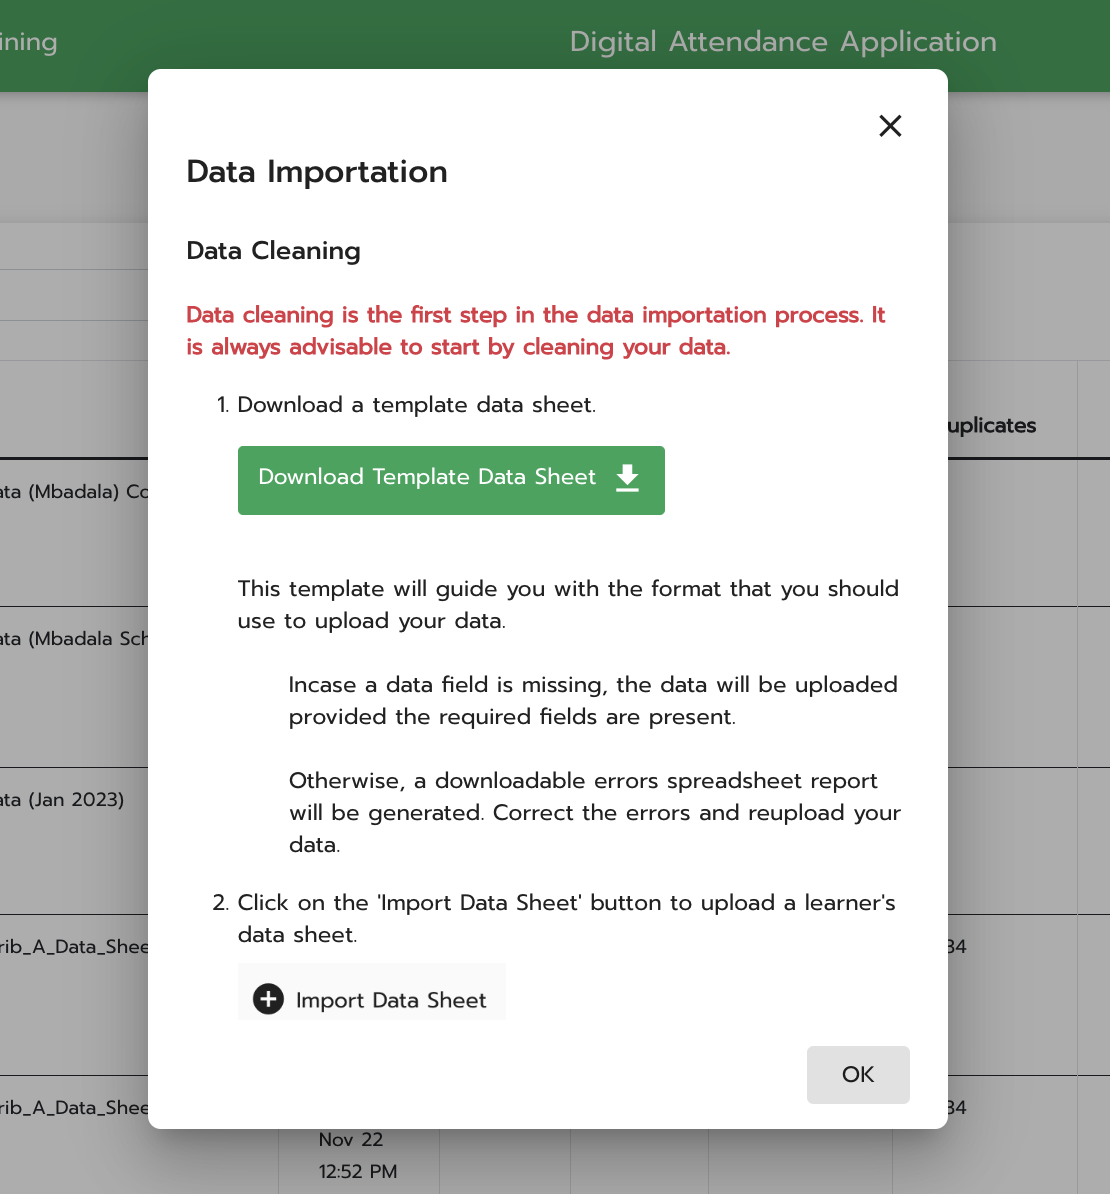 ining
Digital Attendance Application
Data Importation
Data Cleaning
Data cleaning is the first step in the data importation process. It
is always advisable to start by cleaning your data.
1. Download a template data sheet.
Download Template Data Sheet
This template will guide you with the format that you should
use to upload your data.
Incase a data field is missing, the data will be uploaded
provided the required fields are present.
Otherwise, a downloadable errors spreadsheet report
will be generated. Correct the errors and reupload your
data.
2. Click on the 'Import Data Sheet' button to upload a learner's
data sheet.
Import Data Sheet
OK
uplicates
ata (Mbadala) Co
ata (Mbadala Sch
ata (Jan 2023)
rib_A_Data_Shee
34
rib_A_Data_Shee
34
Nov 22
12:52 PM